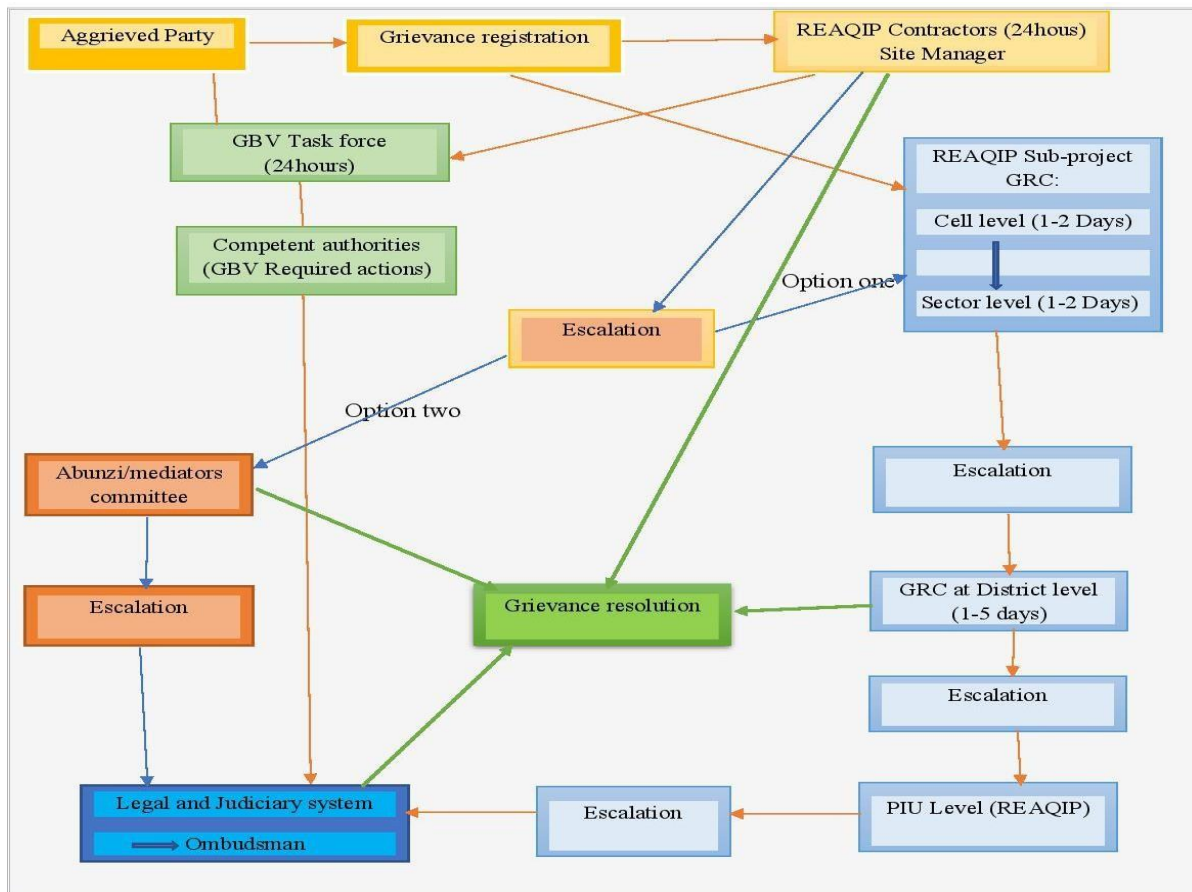 Aggrieved Party
Grievance registration
REAQIP Contractors (24hous)
Site Manager
GBV Task force
(24hours)
REAQIP Sub-project
GRC:
Cell level (1-2 Days)
Sector level (1-2 Days)
Competent authorities
(GBV Required actions)
Option one
Escalation
Option two
Abunzi/mediators
committee
Escalation
Escalation
Grievance resolution
GRC at District level
(1-5 days)
Escalation
Legal and Judiciary system
Ombudsman
Escalation
PIU Level (REAQIP)